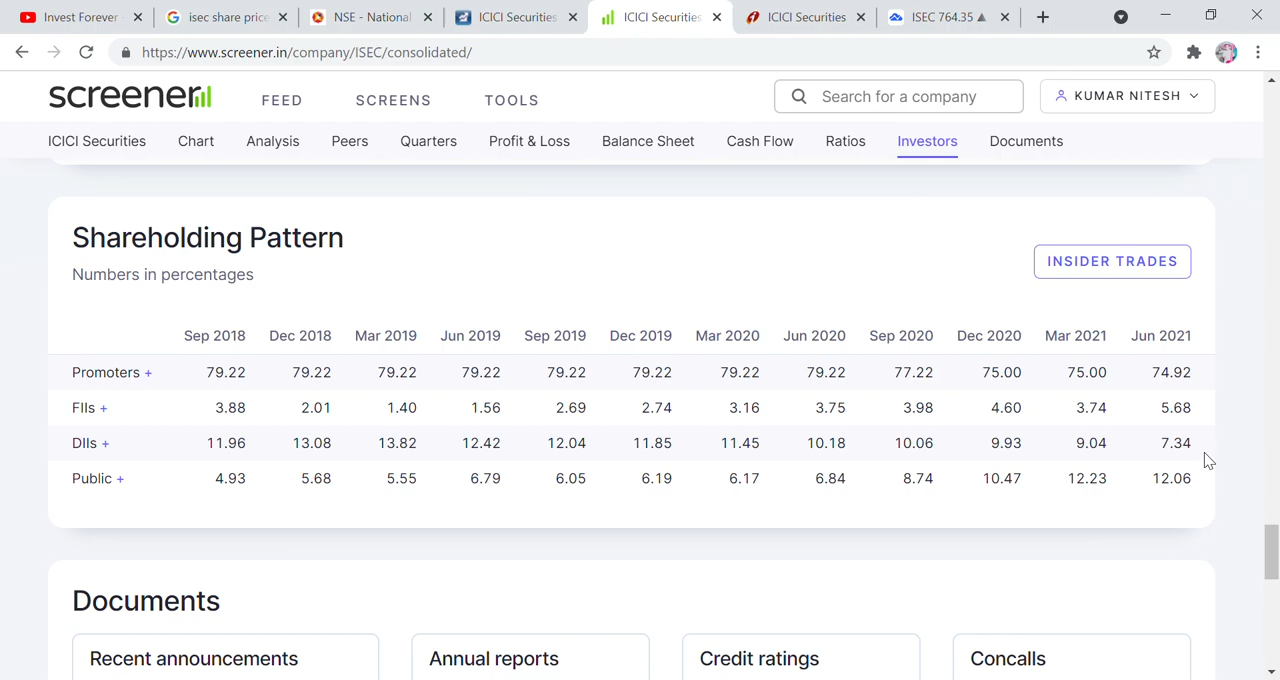 Invest Forever isec share price NSE - National ICICI Securities ICICI Securities ICICI Securities ISEC 764.35 ▲
https://www.screener.in/company/ISEC/consolidated/
screener FEED SCREENS TOOLS Search for a company KUMAR NITESH
ICICI Securities Chart Analysis Peers Quarters Profit & Loss Balance Sheet Cash Flow Ratios Investors Documents
Shareholding Pattern
Numbers in percentages
INSIDER TRADES
Sep 2018 Dec 2018 Mar 2019 Jun 2019 Sep 2019 Dec 2019 Mar 2020 Jun 2020 Sep 2020 Dec 2020 Mar 2021 Jun 2021
Promoters + 79.22 79.22 79.22 79.22 79.22 79.22 79.22 79.22 77.22 75.00 75.00 74.92
FIIs + 3.88 2.01 1.40 1.56 2.69 2.74 3.16 3.75 3.98 4.60 3.74 5.68
DIIs + 11.96 13.08 13.82 12.42 12.04 11.85 11.45 10.18 10.06 9.93 9.04 7.34
Public + 4.93 5.68 5.55 6.79 6.05 6.19 6.17 6.84 8.74 10.47 12.23 12.06
Documents
Recent announcements Annual reports Credit ratings Concalls